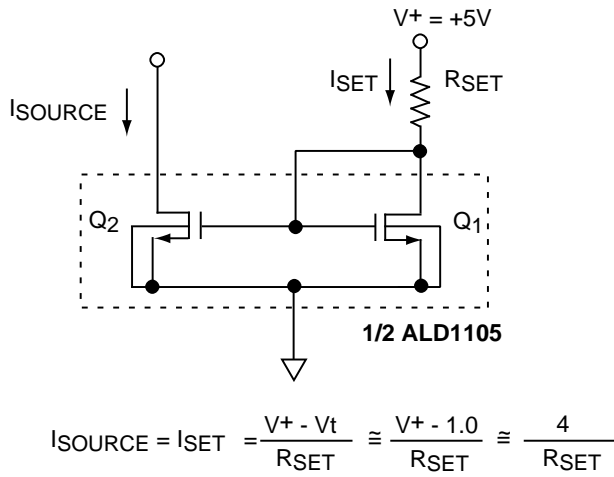 V+ = +5V
ISET
RSET
ISOURCE
Q2
Q1
1/2 ALD1105
ISOURCE = ISET = V+ - Vt / RSET ≅ V+ - 1.0 / RSET ≅ 4 / RSET